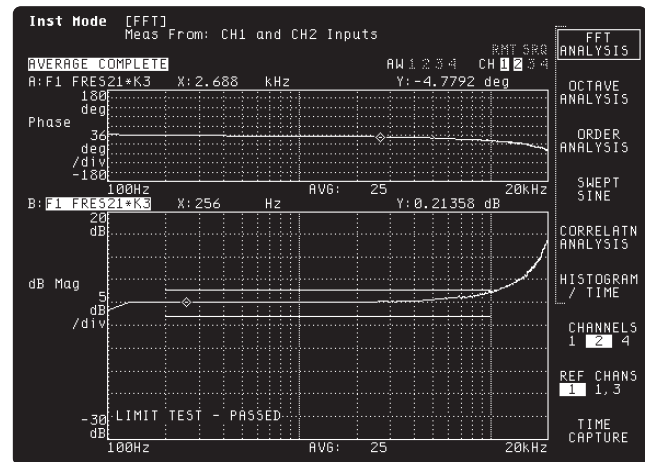 Inst Mode [FFT]
Meas From: CH1 and CH2 Inputs
RMT SRQ
AVERAGE COMPLETE AW 1 2 3 4 CH 1 2 3 4
A:F1 FRES21*K3 X:2.688 kHz Y:-4.7792 deg
180
deg
Phase
36
deg
/div
-180
100Hz AVG: 25 20kHz
B:F1 FRES21*K3 X:256 Hz Y:0.21358 dB
20
dB
dB Mag
5
dB
/div
LIMIT TEST - PASSED
-30
dB
100Hz AVG: 25 20kHz
FFT
ANALYSIS
OCTAVE
ANALYSIS
ORDER
ANALYSIS
SWEPT
SINE
CORRELATN
ANALYSIS
HISTOGRAM
/ TIME
CHANNELS
1 2 4
REF CHANS
1 1,3
TIME
CAPTURE